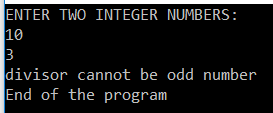 ENTER TWO INTEGER NUMBERS:
10
3
divisor cannot be odd number
End of the program